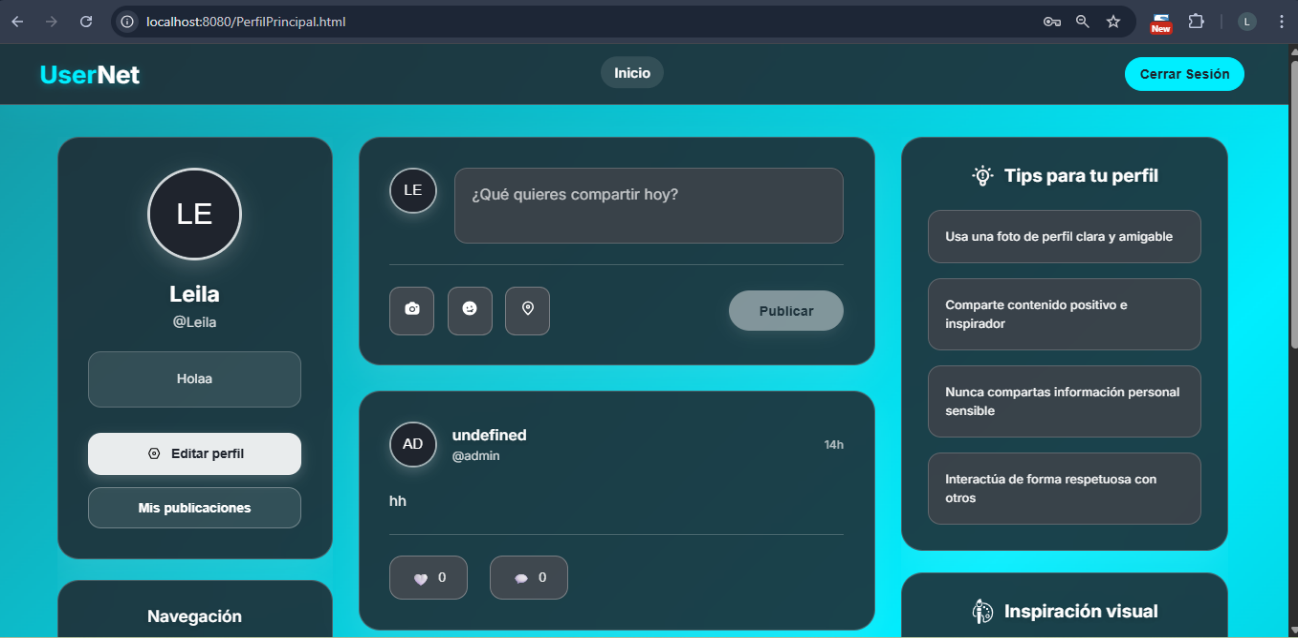 localhost:8080/PerfilPrincipal.html
New
L
UserNet
Inicio
Cerrar Sesión
LE
Leila
@Leila
Holaa
Editar perfil
Mis publicaciones
Navegación
LE
¿Qué quieres compartir hoy?
Publicar
AD
undefined
@admin
14h
hh
0
0
Tips para tu perfil
Usa una foto de perfil clara y amigable
Comparte contenido positivo e
inspirador
Nunca compartas información personal
sensible
Interactúa de forma respetuosa con
otros
Inspiración visual